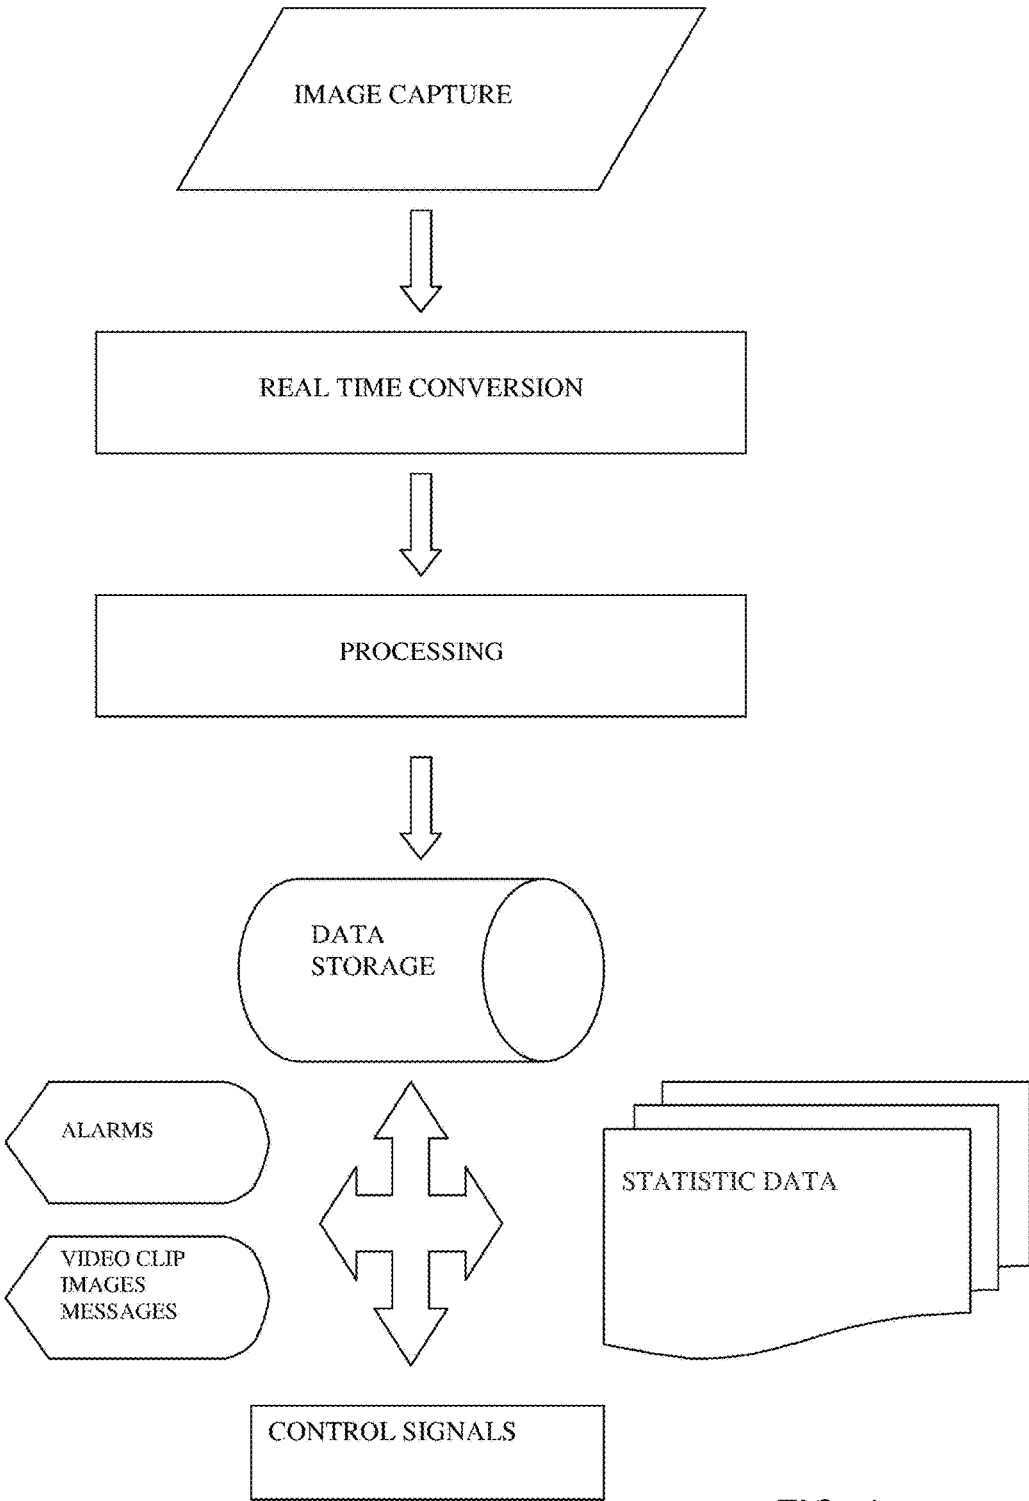 IMAGE CAPTURE
REAL TIME CONVERSION
PROCESSING
DATA
STORAGE
ALARMS
STATISTIC DATA
VIDEO CLIP
IMAGES
MESSAGES
CONTROL SIGNALS